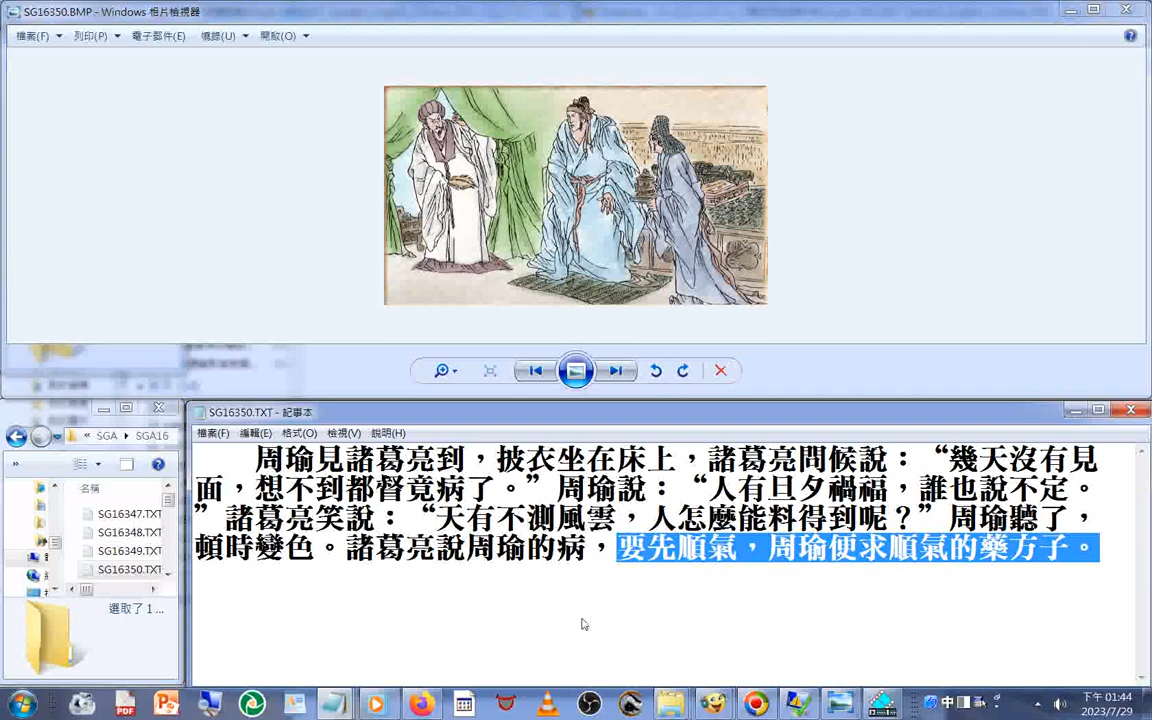 SG16350.BMP - Windows 相片檢視器
檔案(F) 列印(P) 電子郵件(E) 燒錄(U) 開啟(O)
SG16350.TXT - 記事本
檔案(F) 編輯(E) 格式(O) 檢視(V) 說明(H)
周瑜見諸葛亮到，披衣坐在床上，諸葛亮問候說：“幾天沒有見
面，想不到都督竟病了。”周瑜說：“人有旦夕禍福，誰也說不定。
”諸葛亮笑說：“天有不測風雲，人怎麼能料得到呢？”周瑜聽了，
頓時變色。諸葛亮說周瑜的病，要先順氣，周瑜便求順氣的藥方子。
« SGA ▸ SGA16
»
名稱
SG16347.TXT
SG16348.TXT
SG16349.TXT
SG16350.TXT
選取了 1 ...
PDF
中
下午 01:44
2023/7/29